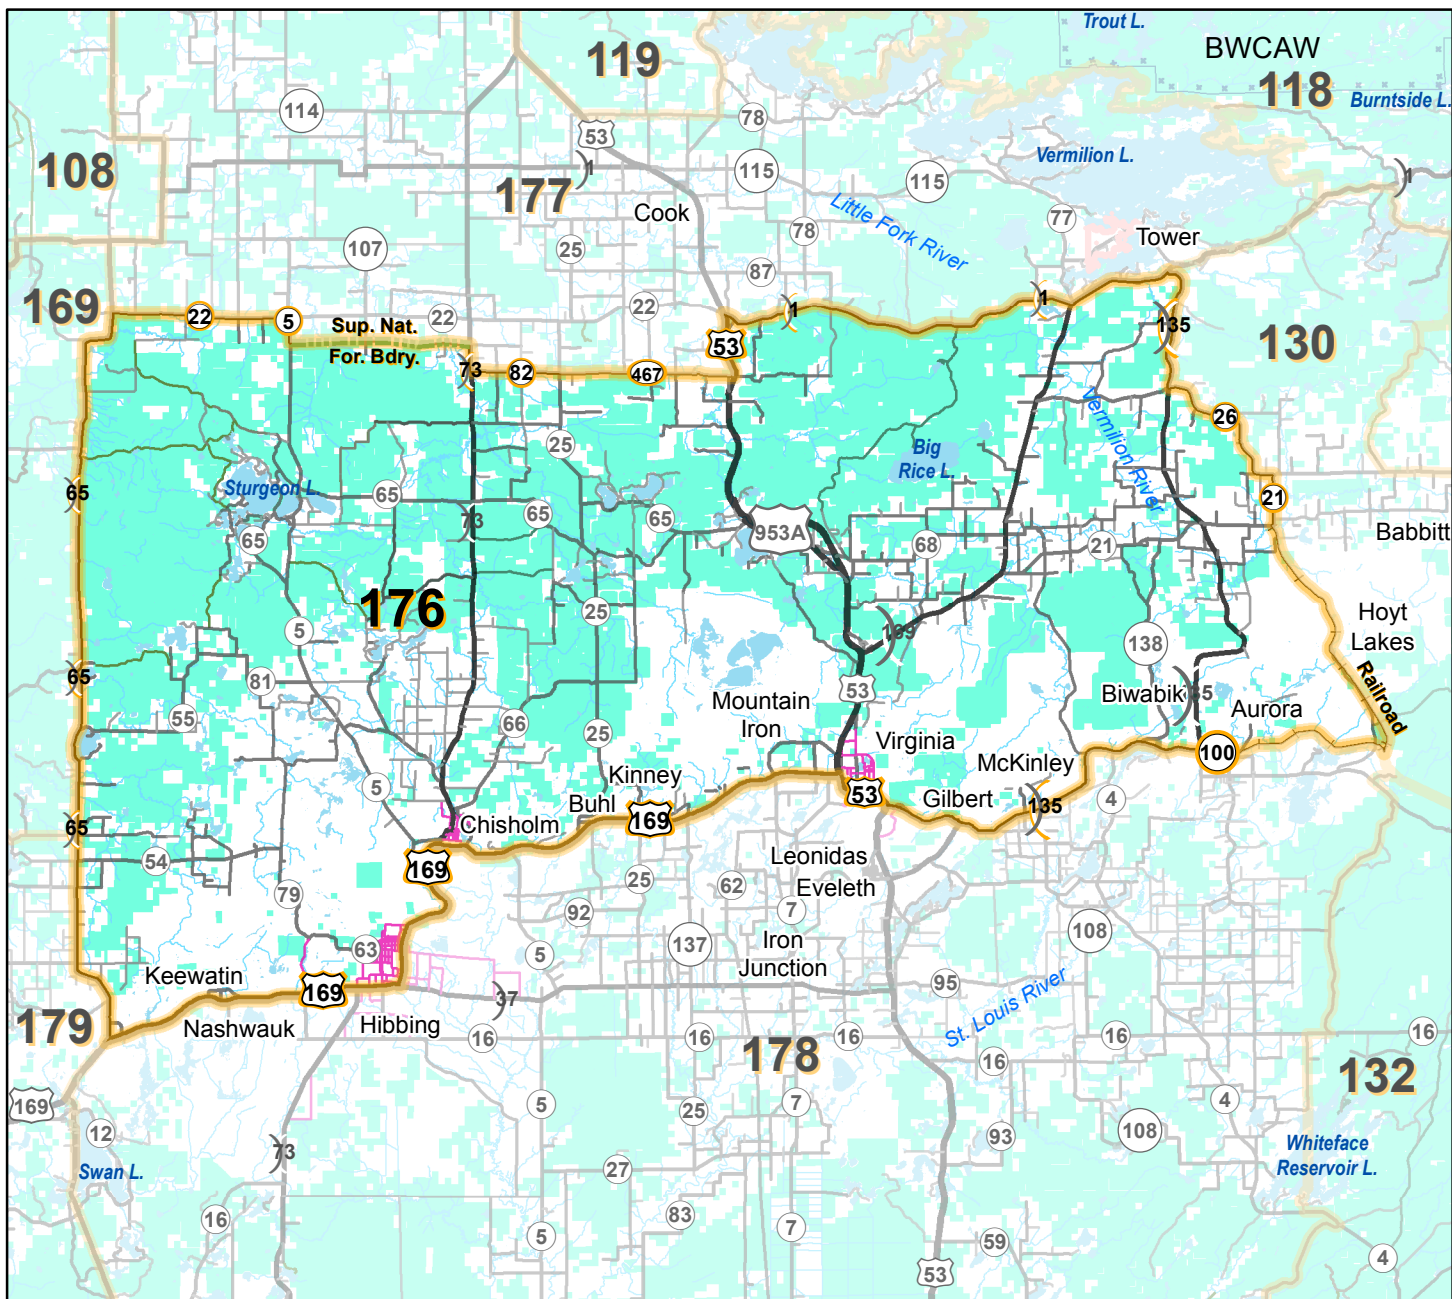 Trout L.
BWCAW
119
118
114
Burntside L.
78
53
1
108
115
Vermilion L.
115
1
177
Cook
Little Fork River
77
78
Tower
107
25
87
169
22
5
Sup. Nat.
22
22
1
1
135
For. Bdry.
53
130
73
82
467
26
25
Big
Rice L.
Vermilion River
65
Sturgeon L.
65
21
73
65
65
953A
Babbitt
65
68
21
176
25
Hoyt
Lakes
5
169
138
65
81
53
Biwabik
135
Railroad
55
66
Mountain
Iron
Aurora
25
Virginia
100
McKinley
5
Kinney
Buhl
53
Gilbert
135
4
65
Chisholm
169
54
169
Leonidas
Eveleth
25
62
79
92
7
108
63
137
Iron
Junction
5
Keewatin
169
37
95
St. Louis River
179
Nashwauk
Hibbing
16
16
16
16
16
178
16
132
169
5
25
7
4
12
93
108
73
Whiteface
Reservoir L.
Swan L.
27
16
83
7
5
59
4
53